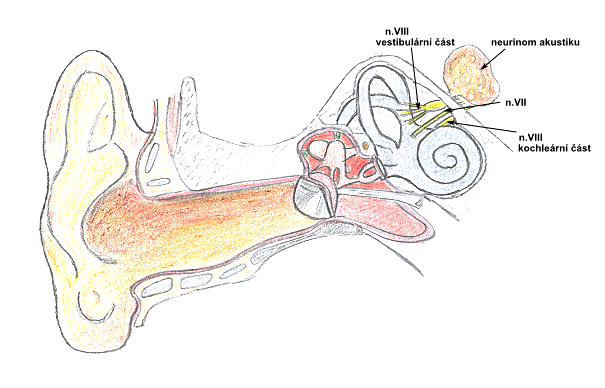 n.VIII
vestibulární část
neurinom akustiku
n.VII
n.VIII
kochleární část